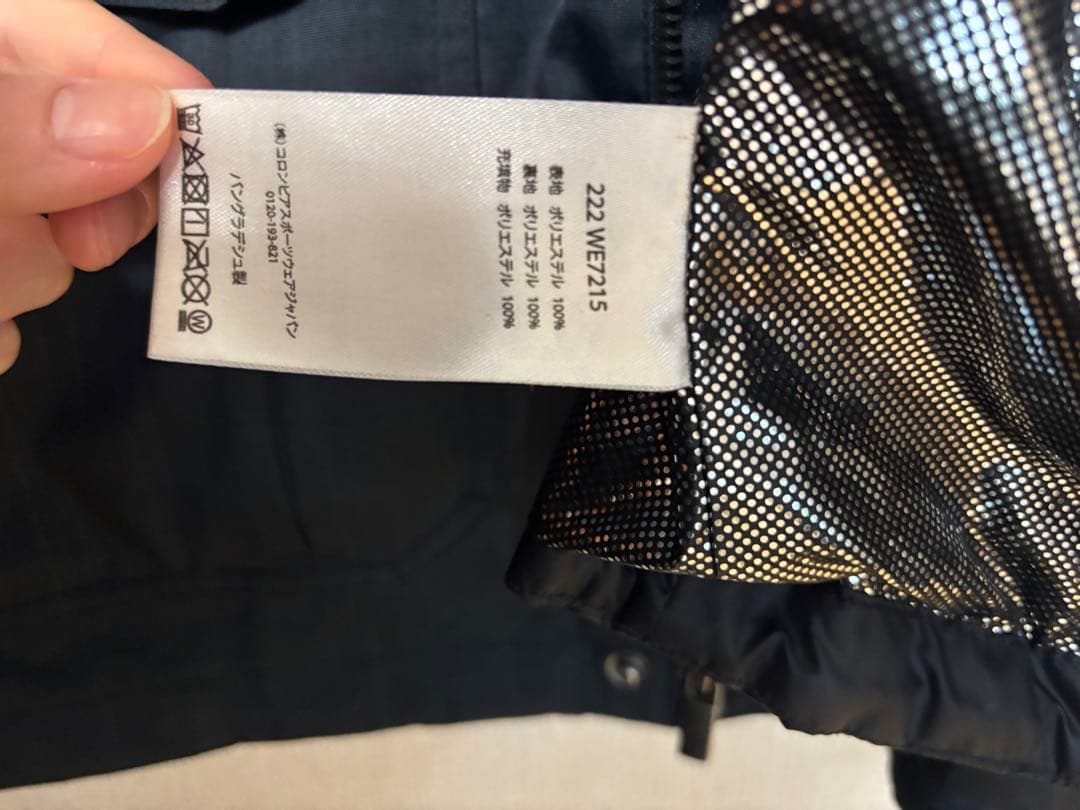 222 WE7215
表地 ポリエステル 100%
裏地 ポリエステル 100%
充填物 ポリエステル 100%
(株)コロンビアスポーツウェアジャパン
0120-193-821
バングラデシュ製
30
W